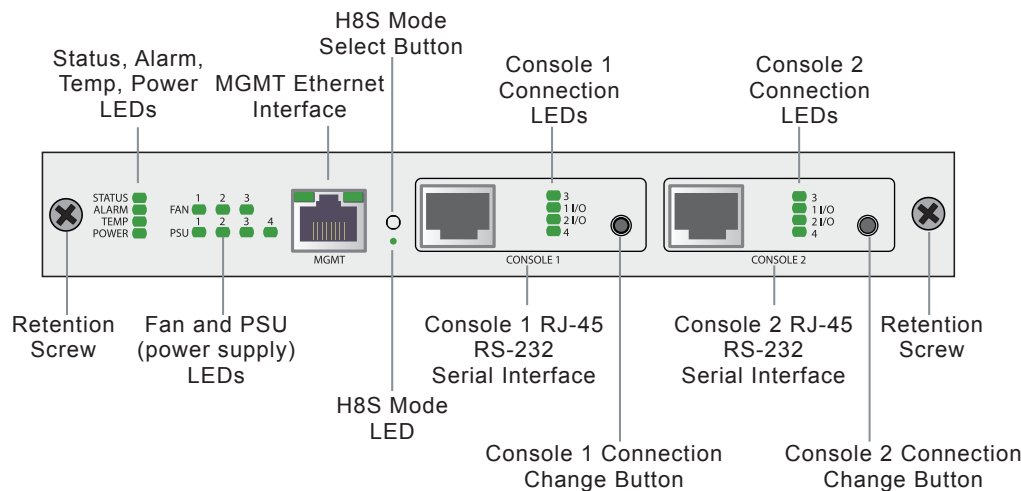 H8S Mode
Select Button
Status, Alarm,
Temp, Power
LEDs
MGMT Ethernet
Interface
Console 1
Connection
LEDs
Console 2
Connection
LEDs
STATUS
ALARM
TEMP
POWER
1 2 3
FAN
1 2 3 4
PSU
MGMT
3
1 I/O
2 I/O
4
CONSOLE 1
3
1 I/O
2 I/O
4
CONSOLE 2
Retention
Screw
Fan and PSU
(power supply)
LEDs
H8S Mode
LED
Console 1 RJ-45
RS-232
Serial Interface
Console 2 RJ-45
RS-232
Serial Interface
Retention
Screw
Console 1 Connection
Change Button
Console 2 Connection
Change Button